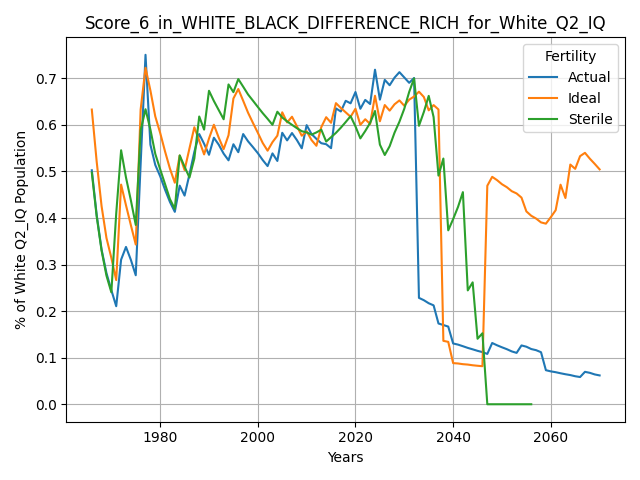 Score_6_in_WHITE_BLACK_DIFFERENCE_RICH_for_White_Q2_IQ
% of White Q2_IQ Population
0.7
0.6
0.5
0.4
0.3
0.2
0.1
0.0
Fertility
Actual
Ideal
Sterile
1980
2000
2020
2040
2060
Years